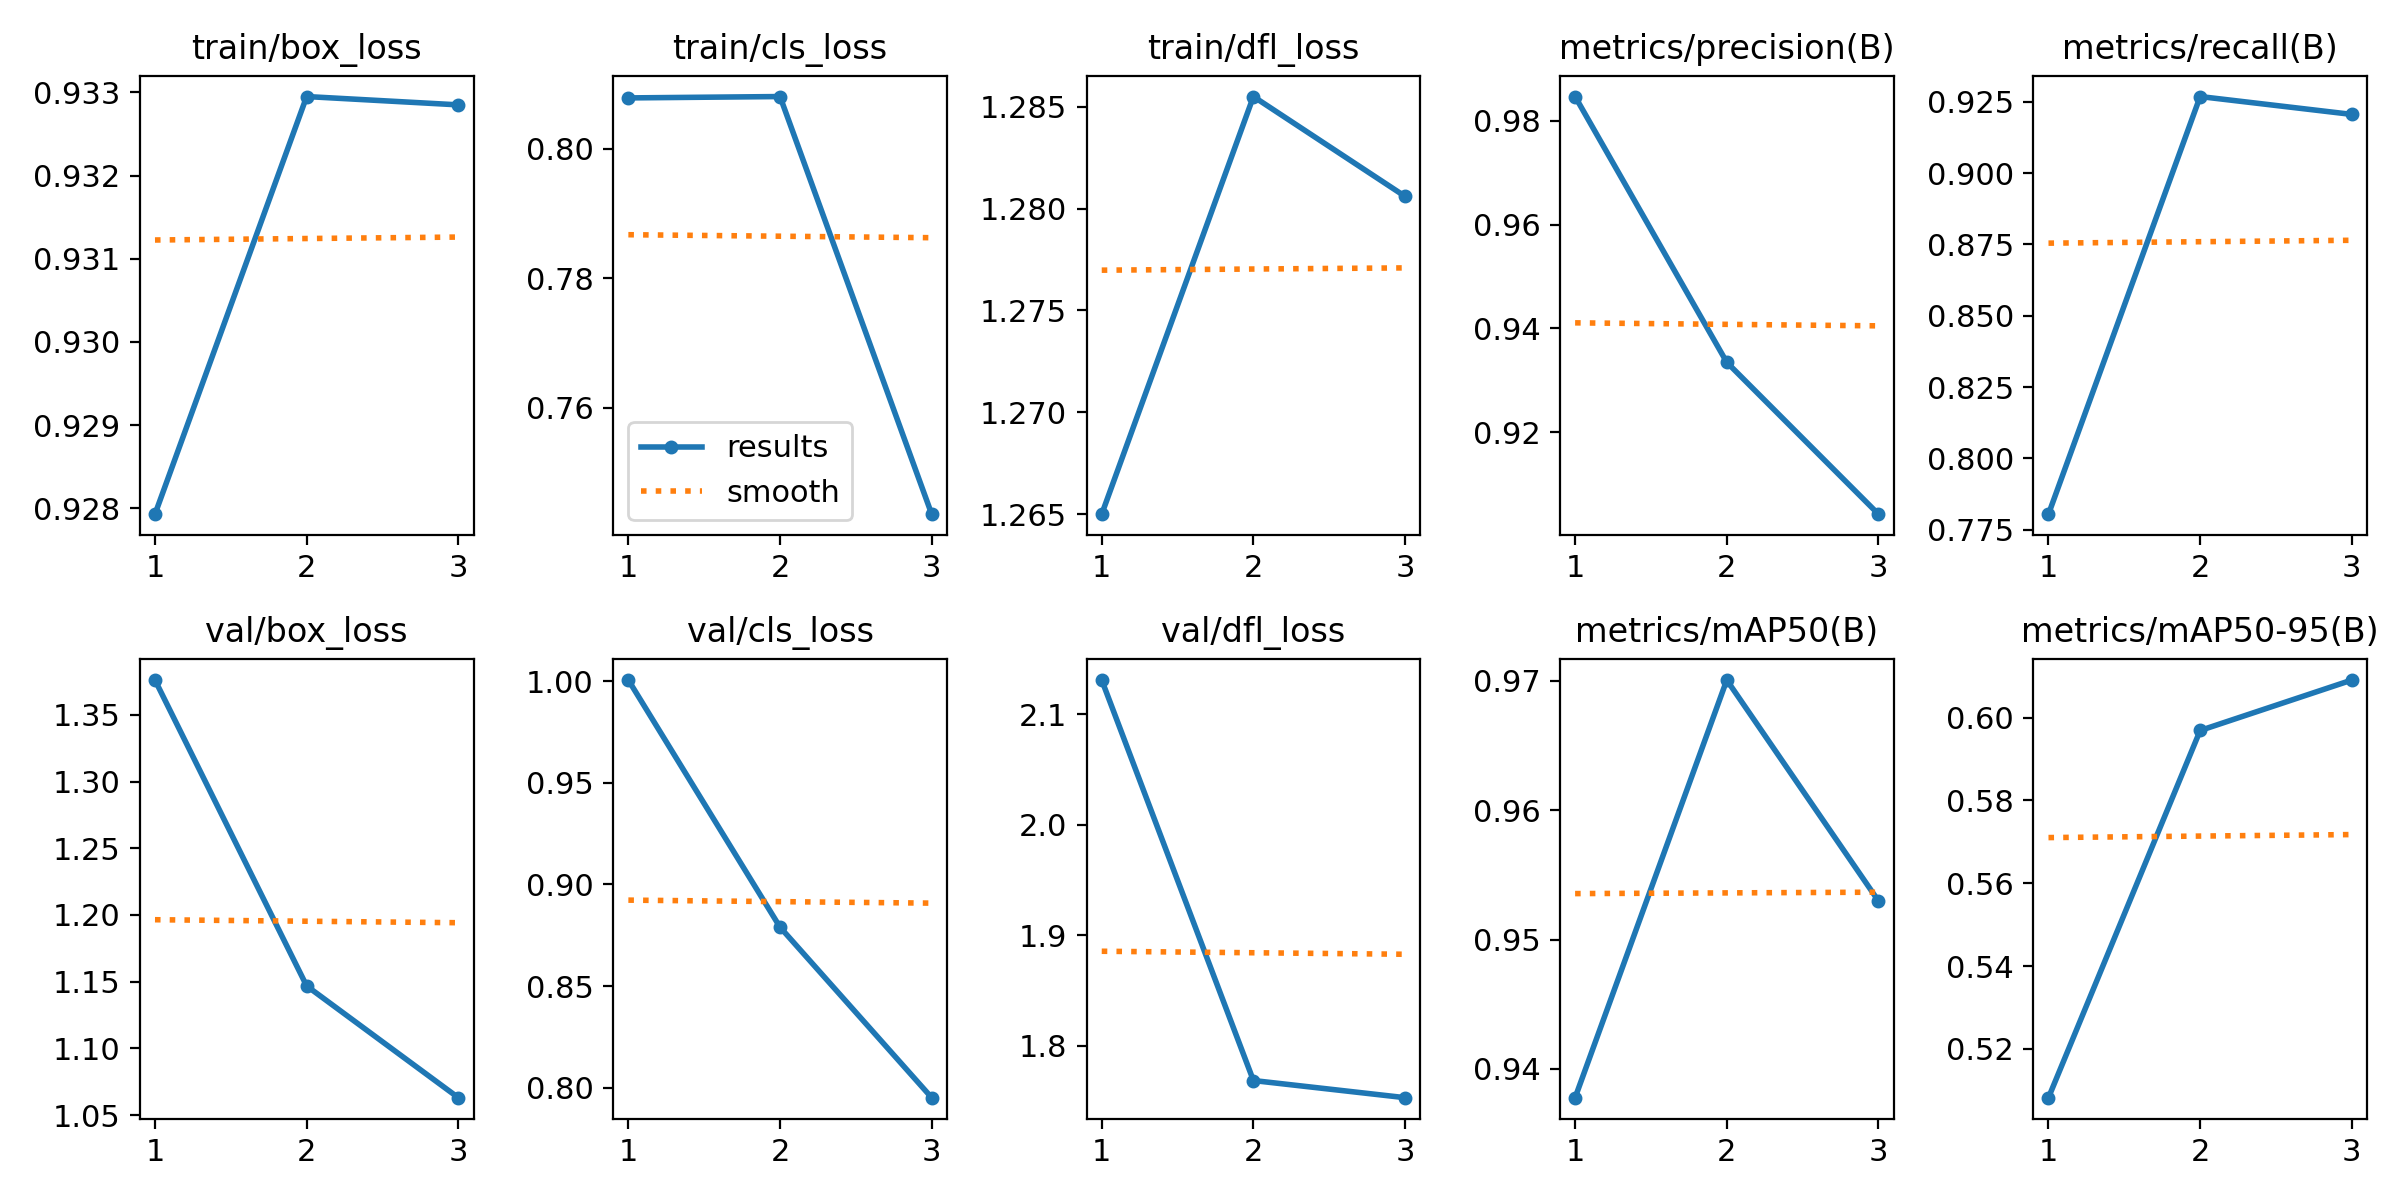 train/box_loss
0.933
0.932
0.931
0.930
0.929
0.928
1 2 3
train/cls_loss
0.80
0.78
0.76
results
smooth
1 2 3
train/dfl_loss
1.285
1.280
1.275
1.270
1.265
1 2 3
metrics/precision(B)
0.98
0.96
0.94
0.92
1 2 3
metrics/recall(B)
0.925
0.900
0.875
0.850
0.825
0.800
0.775
1 2 3
val/box_loss
1.35
1.30
1.25
1.20
1.15
1.10
1.05
1 2 3
val/cls_loss
1.00
0.95
0.90
0.85
0.80
1 2 3
val/dfl_loss
2.1
2.0
1.9
1.8
1 2 3
metrics/mAP50(B)
0.97
0.96
0.95
0.94
1 2 3
metrics/mAP50-95(B)
0.60
0.58
0.56
0.54
0.52
1 2 3